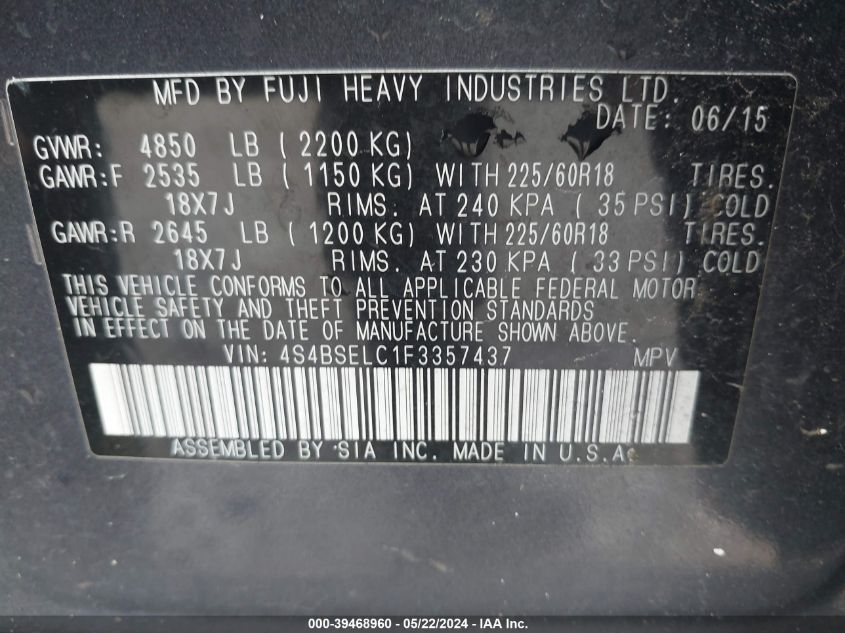 MFD BY FUJI HEAVY INDUSTRIES LTD.
DATE: 06/15
GVWR: 4850 LB ( 2200 KG)
GAWR:F 2535 LB ( 1150 KG) WITH 225/60R18 TIRES.
18X7J RIMS. AT 240 KPA ( 35 PSI) COLD
GAWR:R 2645 LB ( 1200 KG) WITH 225/60R18 TIRES.
18X7J RIMS. AT 230 KPA ( 33 PSI) COLD
THIS VEHICLE CONFORMS TO ALL APPLICABLE FEDERAL MOTOR
VEHICLE SAFETY AND THEFT PREVENTION STANDARDS
IN EFFECT ON THE DATE OF MANUFACTURE SHOWN ABOVE.
VIN: 4S4BSELC1F3357437 MPV
ASSEMBLED BY SIA INC. MADE IN U.S.A.
000-39468960 - 05/22/2024 - IAA Inc.